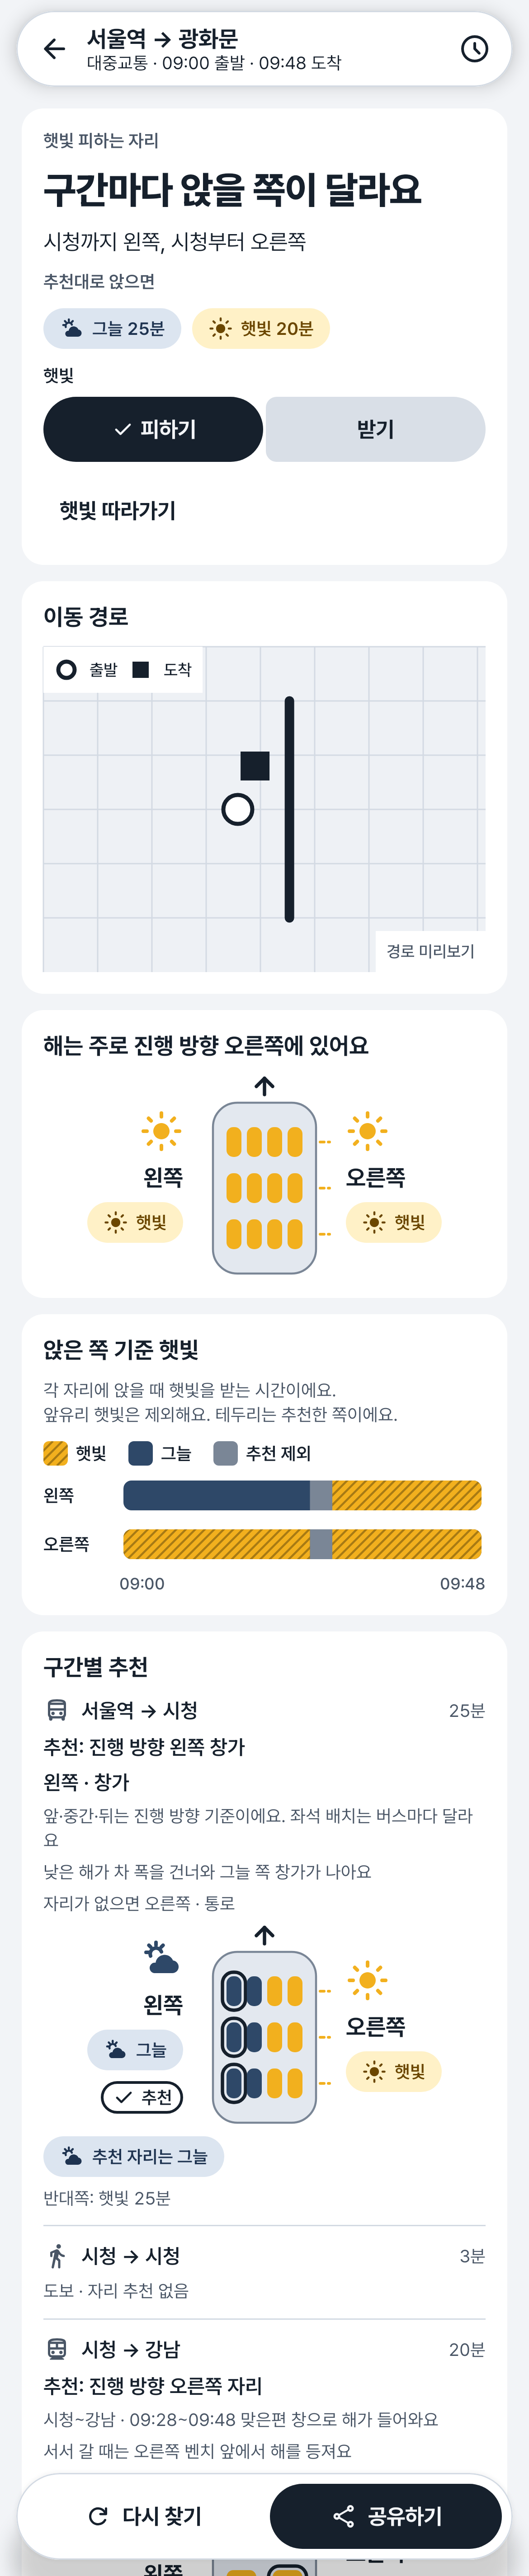 서울역 → 광화문
대중교통 · 09:00 출발 · 09:48 도착
햇빛 피하는 자리
구간마다 앉을 쪽이 달라요
시청까지 왼쪽, 시청부터 오른쪽
추천대로 앉으면
그늘 25분
햇빛 20분
햇빛
피하기
받기
햇빛 따라가기
이동 경로
출발
도착
경로 미리보기
해는 주로 진행 방향 오른쪽에 있어요
왼쪽
햇빛
오른쪽
햇빛
앉은 쪽 기준 햇빛
각 자리에 앉을 때 햇빛을 받는 시간이에요.
앞유리 햇빛은 제외해요. 테두리는 추천한 쪽이에요.
햇빛
그늘
추천 제외
왼쪽
오른쪽
09:00
09:48
구간별 추천
서울역 → 시청
25분
추천: 진행 방향 왼쪽 창가
왼쪽 · 창가
앞·중간·뒤는 진행 방향 기준이에요. 좌석 배치는 버스마다 달라
요
낮은 해가 차 폭을 건너와 그늘 쪽 창가가 나아요
자리가 없으면 오른쪽 · 통로
왼쪽
그늘
추천
오른쪽
햇빛
추천 자리는 그늘
반대쪽: 햇빛 25분
시청 → 시청
3분
도보 · 자리 추천 없음
시청 → 강남
20분
추천: 진행 방향 오른쪽 자리
시청~강남 · 09:28~09:48 맞은편 창으로 해가 들어와요
서서 갈 때는 오른쪽 벤치 앞에서 해를 등져요
다시 찾기
공유하기